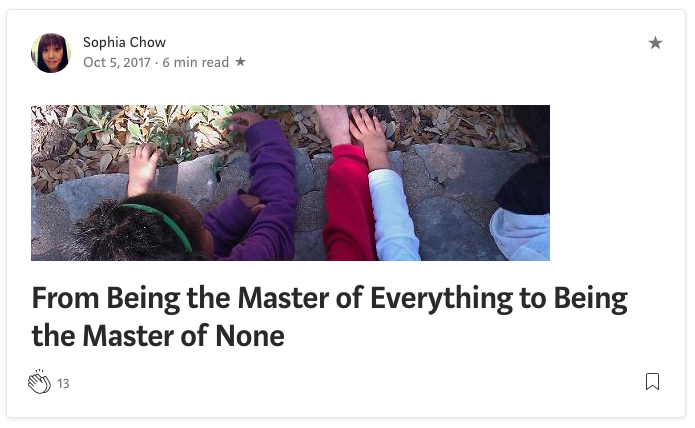 Sophia Chow
Oct 5, 2017 · 6 min read ★
From Being the Master of Everything to Being
the Master of None
13